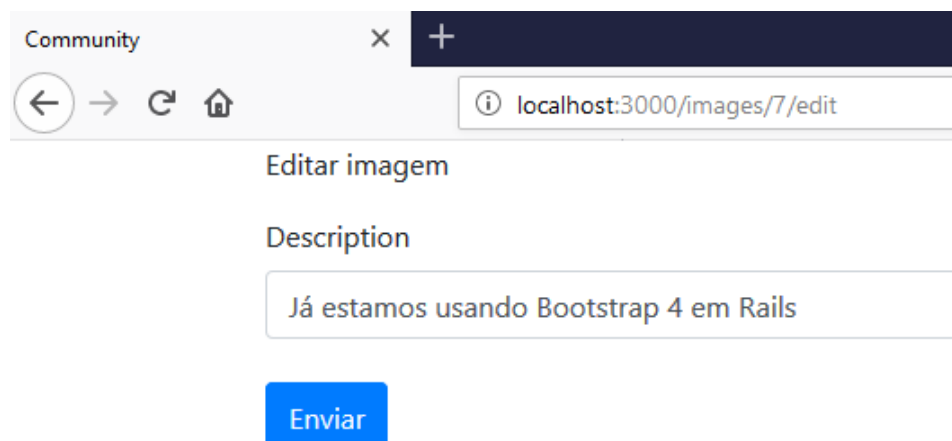 Community
localhost:3000/images/7/edit
Editar imagem
Description
Já estamos usando Bootstrap 4 em Rails
Enviar